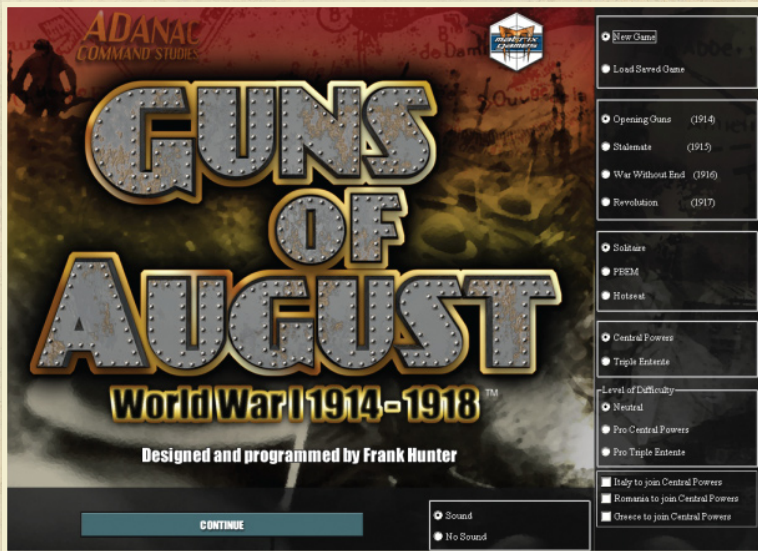 ADANAC
COMMAND STUDIES
matrix
games
GUNS
OF
AUGUST
World War I 1914-1918 ™
Designed and programmed by Frank Hunter
CONTINUE
Sound
No Sound
New Game
Load Saved Game
Opening Guns (1914)
Stalemate (1915)
War Without End (1916)
Revolution (1917)
Solitaire
PBEM
Hotseat
Central Powers
Triple Entente
Level of Difficulty
Neutral
Pro Central Powers
Pro Triple Entente
Italy to join Central Powers
Romania to join Central Powers
Greece to join Central Powers